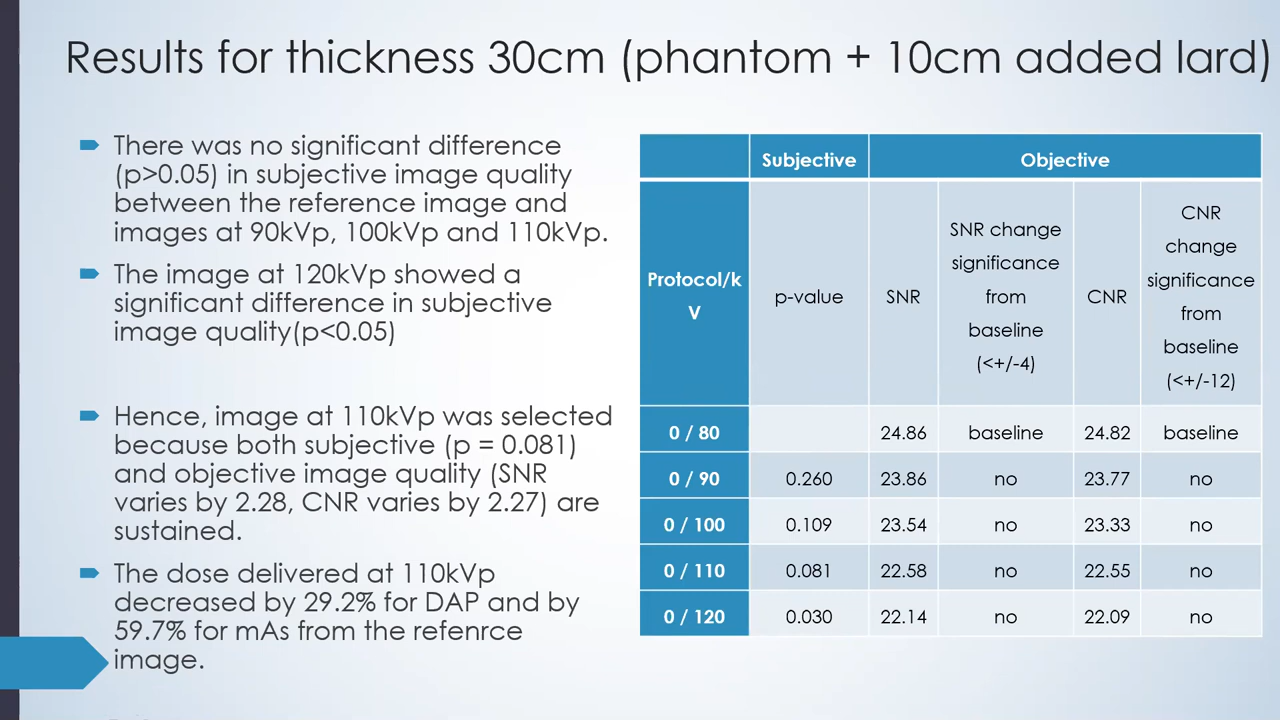 Results for thickness 30cm (phantom + 10cm added lard)
There was no significant difference
(p>0.05) in subjective image quality
between the reference image and
images at 90kVp, 100kVp and 110kVp.
The image at 120kVp showed a
significant difference in subjective
image quality(p<0.05)
Hence, image at 110kVp was selected
because both subjective (p = 0.081)
and objective image quality (SNR
varies by 2.28, CNR varies by 2.27) are
sustained.
The dose delivered at 110kVp
decreased by 29.2% for DAP and by
59.7% for mAs from the refenrce
image.
Subjective Objective
Protocol/k
V
p-value
SNR
SNR change
significance
from
baseline
(<+/-4)
CNR
CNR
change
significance
from
baseline
(<+/-12)
0 / 80 24.86 baseline 24.82 baseline
0 / 90 0.260 23.86 no 23.77 no
0 / 100 0.109 23.54 no 23.33 no
0 / 110 0.081 22.58 no 22.55 no
0 / 120 0.030 22.14 no 22.09 no